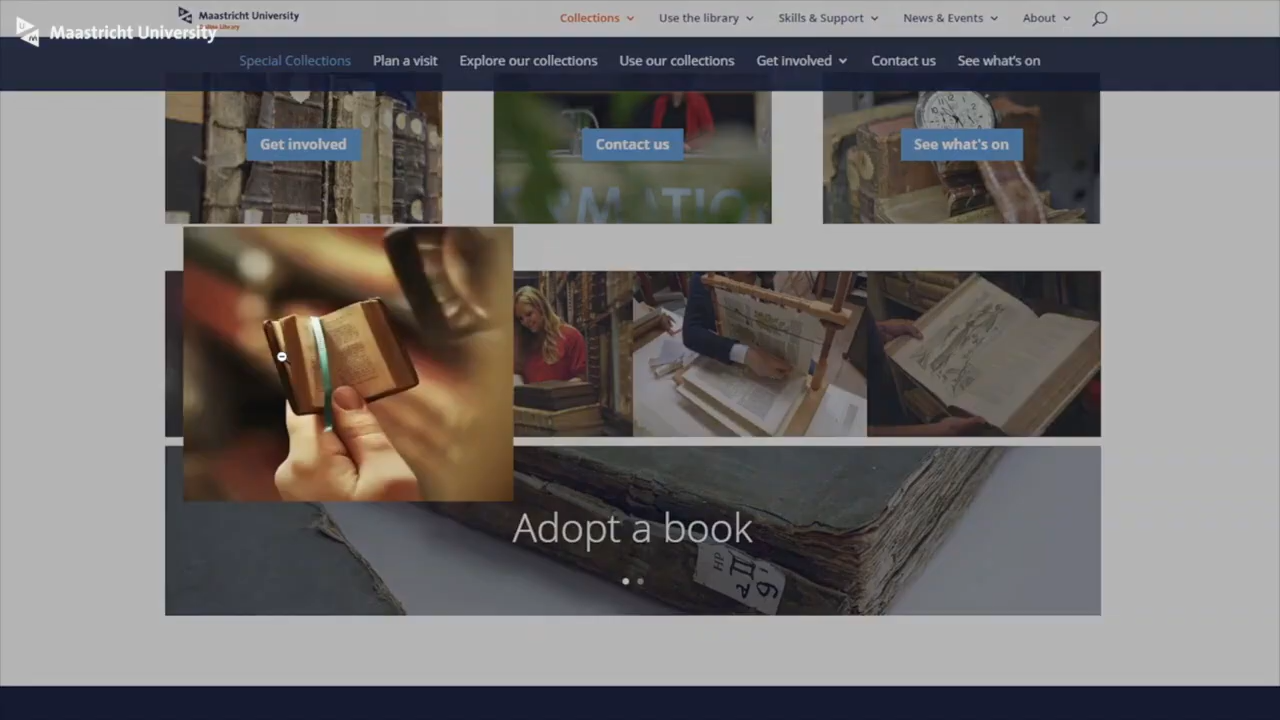 Maastricht University
Collections
Use the library
Skills & Support
News & Events
About
Maastricht University
Special Collections
Plan a visit
Explore our collections
Use our collections
Get involved
Contact us
See what's on
Get involved
Contact us
See what's on
Adopt a book
HP